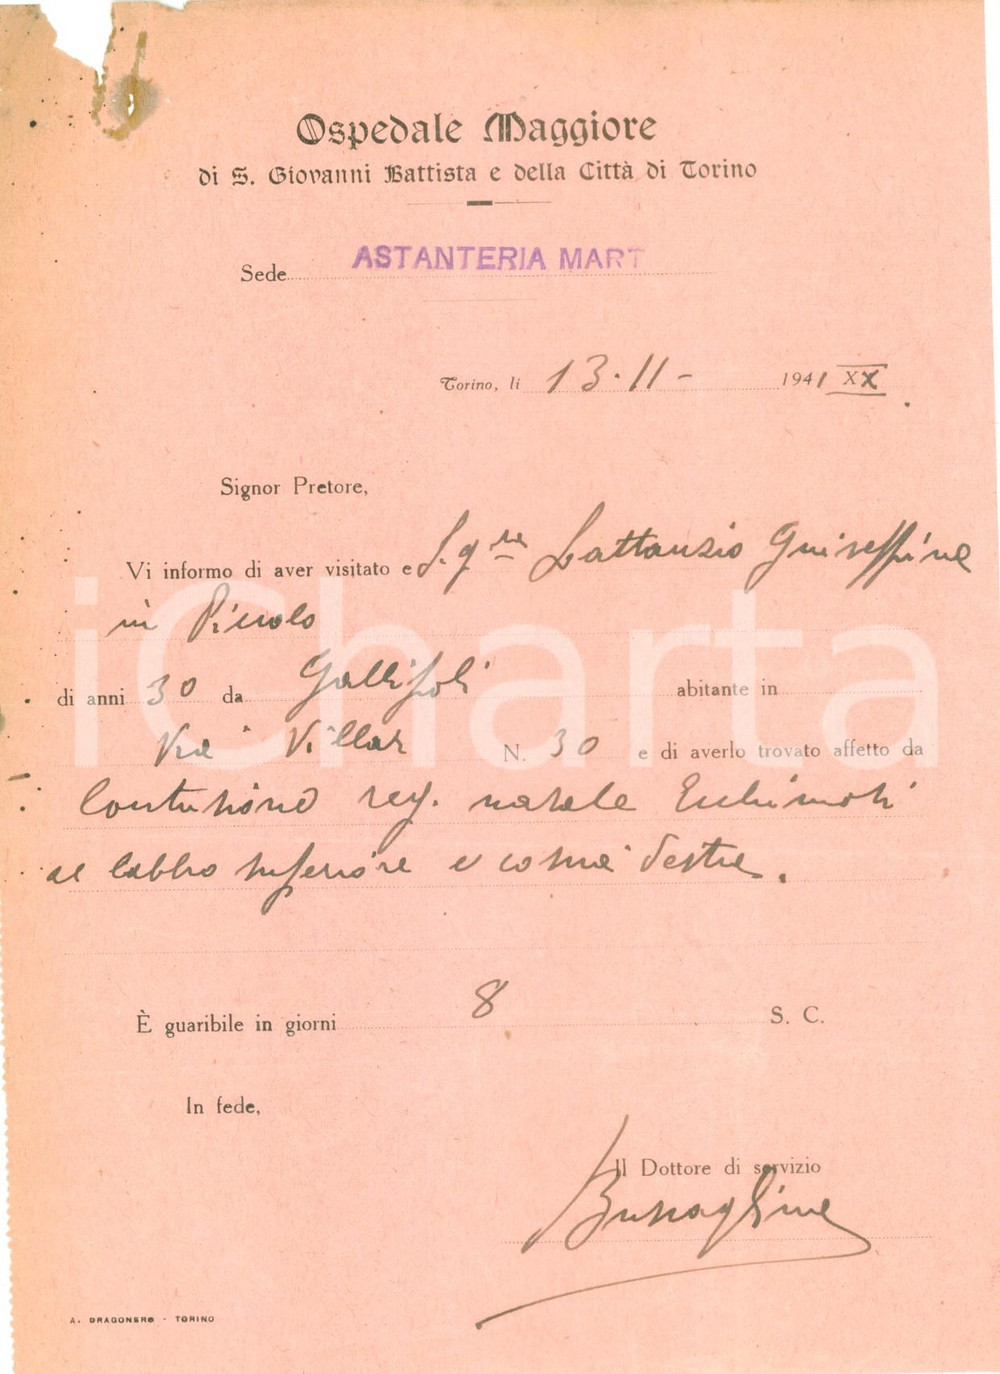 Ospedale Maggiore
di S. Giovanni Battista e della Città di Torino
Sede ASTANTERIA MART
Torino, li 13.11- 1941 XX
Signor Pretore,
Vi informo di aver visitato e S.gra Lattanzio Giuseppina
in Piccolo
di anni 30 da Gallipoli abitante in
Via Villar N. 30 e di averlo trovato affetto da
Contusione reg. nasale Ecchimosi
al labbro inferiore e coscia destra.
È guaribile in giorni 8 S. C.
In fede,
Il Dottore di servizio
A. DRAGONERO - TORINO
iCharta